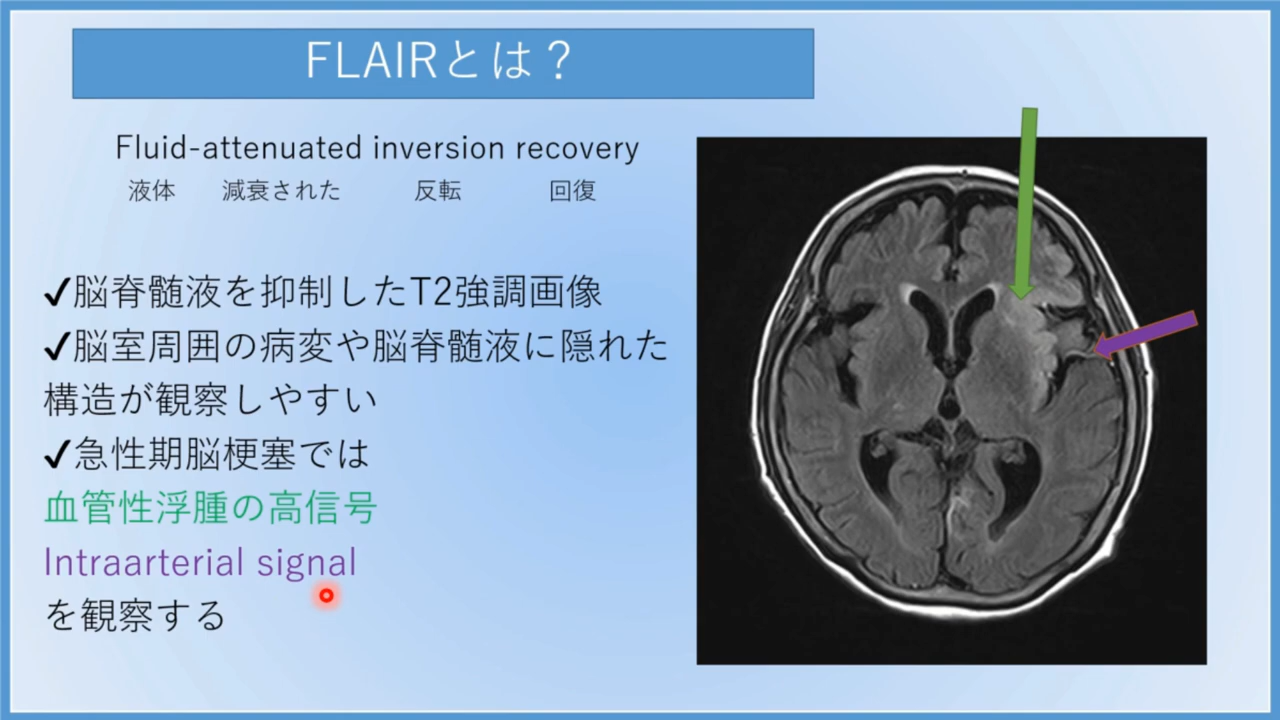 FLAIRとは？
Fluid-attenuated inversion recovery
液体 減衰された 反転 回復
✓脳脊髄液を抑制したT2強調画像
✓脳室周囲の病変や脳脊髄液に隠れた
構造が観察しやすい
✓急性期脳梗塞では
血管性浮腫の高信号
Intraarterial signal
を観察する